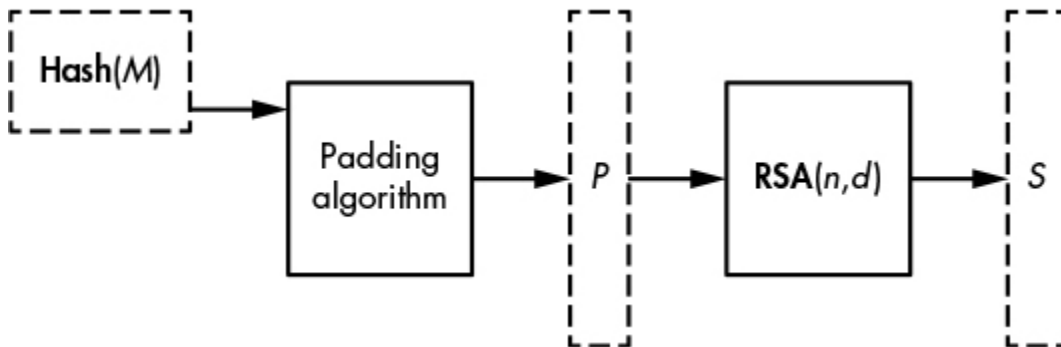 Hash(M)
Padding
algorithm
P
RSA(n,d)
S